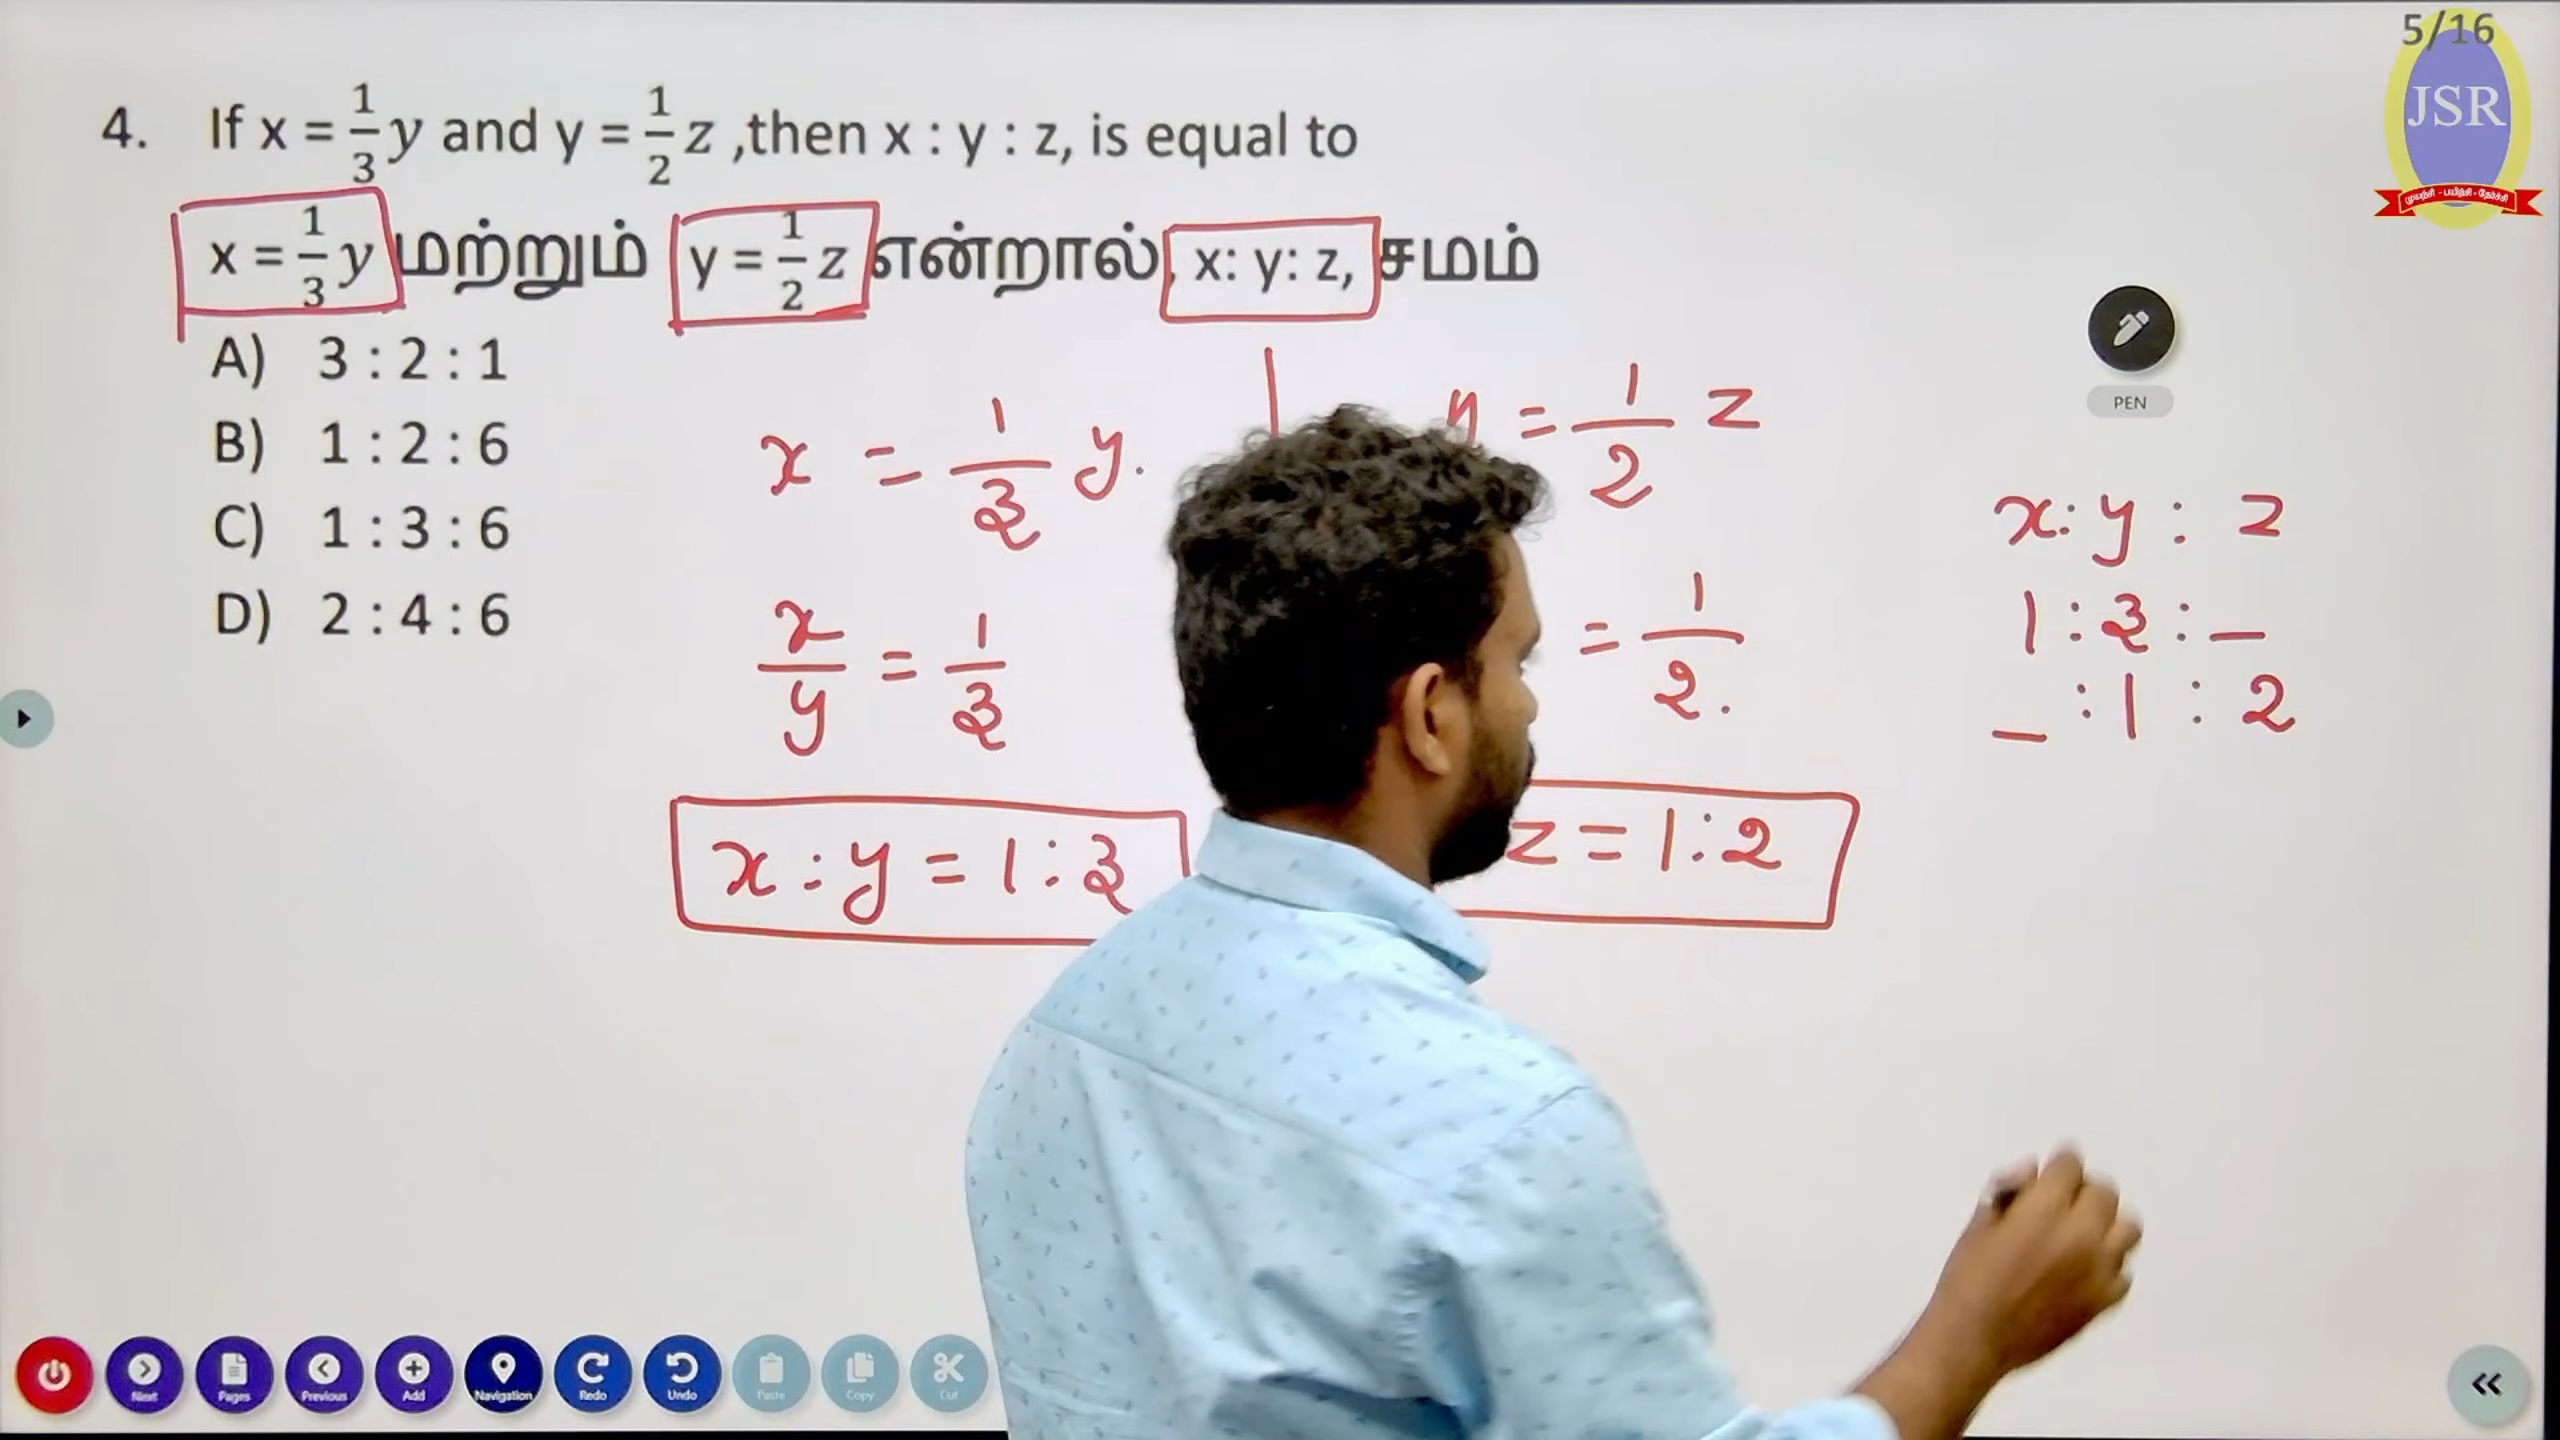 5/16
JSR
முயற்சி - பயிற்சி - தேர்ச்சி
4. If x = 1/3 y and y = 1/2 z ,then x : y : z, is equal to
x = 1/3 y மற்றும் y = 1/2 z என்றால், x: y: z, சமம்
A) 3 : 2 : 1
B) 1 : 2 : 6
C) 1 : 3 : 6
D) 2 : 4 : 6
PEN
x = 1/3 y.
x/y = 1/3
x : y = 1 : 3
y = 1/2 z
= 1/2.
z = 1 : 2
x : y : z
1 : 3 : _
_ : 1 : 2
Next
Pages
Previous
Add
Navigation
Redo
Undo
Paste
Copy
Cut